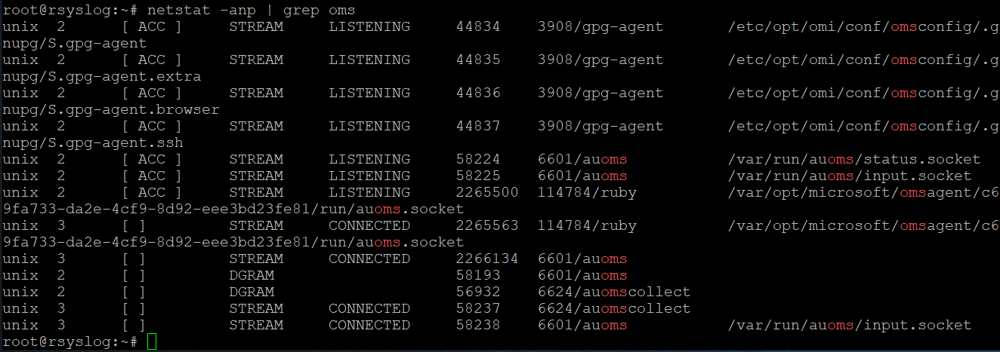 root@rsyslog:~# netstat -anp | grep oms
unix  2      [ ACC ]     STREAM     LISTENING     44834    3908/gpg-agent       /etc/opt/omi/conf/omsconfig/.g
nupg/S.gpg-agent
unix  2      [ ACC ]     STREAM     LISTENING     44835    3908/gpg-agent       /etc/opt/omi/conf/omsconfig/.g
nupg/S.gpg-agent.extra
unix  2      [ ACC ]     STREAM     LISTENING     44836    3908/gpg-agent       /etc/opt/omi/conf/omsconfig/.g
nupg/S.gpg-agent.browser
unix  2      [ ACC ]     STREAM     LISTENING     44837    3908/gpg-agent       /etc/opt/omi/conf/omsconfig/.g
nupg/S.gpg-agent.ssh
unix  2      [ ACC ]     STREAM     LISTENING     58224    6601/auoms           /var/run/auoms/status.socket
unix  2      [ ACC ]     STREAM     LISTENING     58225    6601/auoms           /var/run/auoms/input.socket
unix  2      [ ACC ]     STREAM     LISTENING     2265500  114784/ruby          /var/opt/microsoft/omsagent/c6
9fa733-da2e-4cf9-8d92-eee3bd23fe81/run/auoms.socket
unix  3      [ ]         STREAM     CONNECTED     2265563  114784/ruby          /var/opt/microsoft/omsagent/c6
9fa733-da2e-4cf9-8d92-eee3bd23fe81/run/auoms.socket
unix  3      [ ]         STREAM     CONNECTED     2266134  6601/auoms
unix  2      [ ]         DGRAM                    58193    6601/auoms
unix  2      [ ]         DGRAM                    56932    6624/auomscollect
unix  3      [ ]         STREAM     CONNECTED     58237    6624/auomscollect
unix  3      [ ]         STREAM     CONNECTED     58238    6601/auoms           /var/run/auoms/input.socket
root@rsyslog:~#